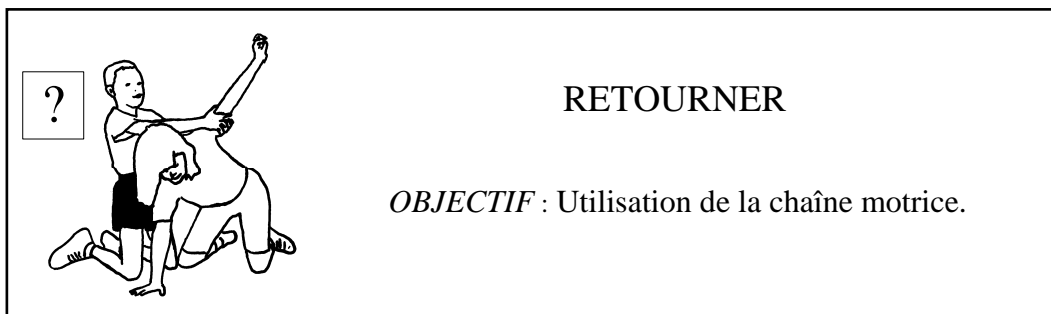 ?
RETOURNER
OBJECTIF : Utilisation de la chaîne motrice.